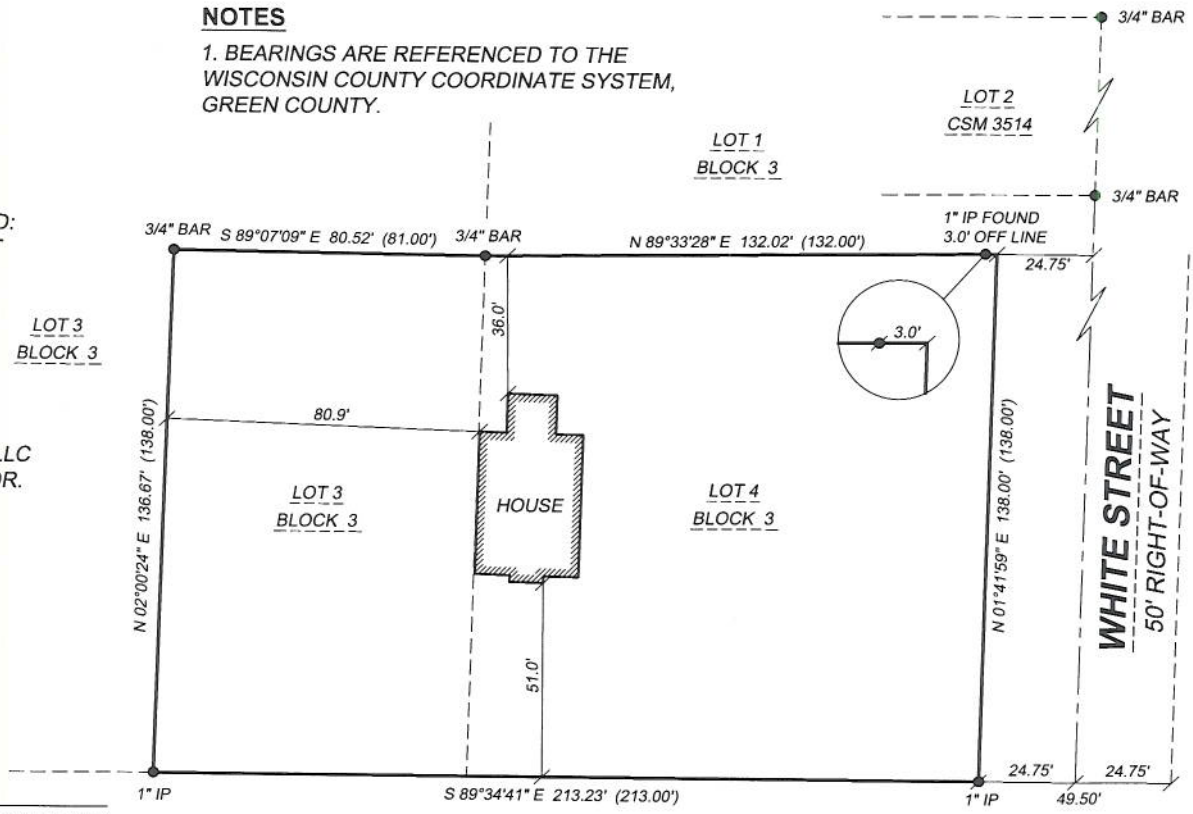 NOTES
1. BEARINGS ARE REFERENCED TO THE
WISCONSIN COUNTY COORDINATE SYSTEM,
GREEN COUNTY.
3/4" BAR
LOT 2
CSM 3514
LOT 1
BLOCK 3
3/4" BAR
D:
3/4" BAR
S 89°07'09" E 80.52' (81.00')
3/4" BAR
N 89°33'28" E 132.02' (132.00')
1" IP FOUND
3.0' OFF LINE
24.75'
36.0'
3.0'
LOT 3
BLOCK 3
80.9'
LLC
DR.
N 02°00'24" E 136.67' (138.00')
LOT 3
BLOCK 3
HOUSE
LOT 4
BLOCK 3
N 01°41'59" E 138.00' (138.00')
WHITE STREET
50' RIGHT-OF-WAY
51.0'
1" IP
S 89°34'41" E 213.23' (213.00')
1" IP
24.75'
24.75'
49.50'